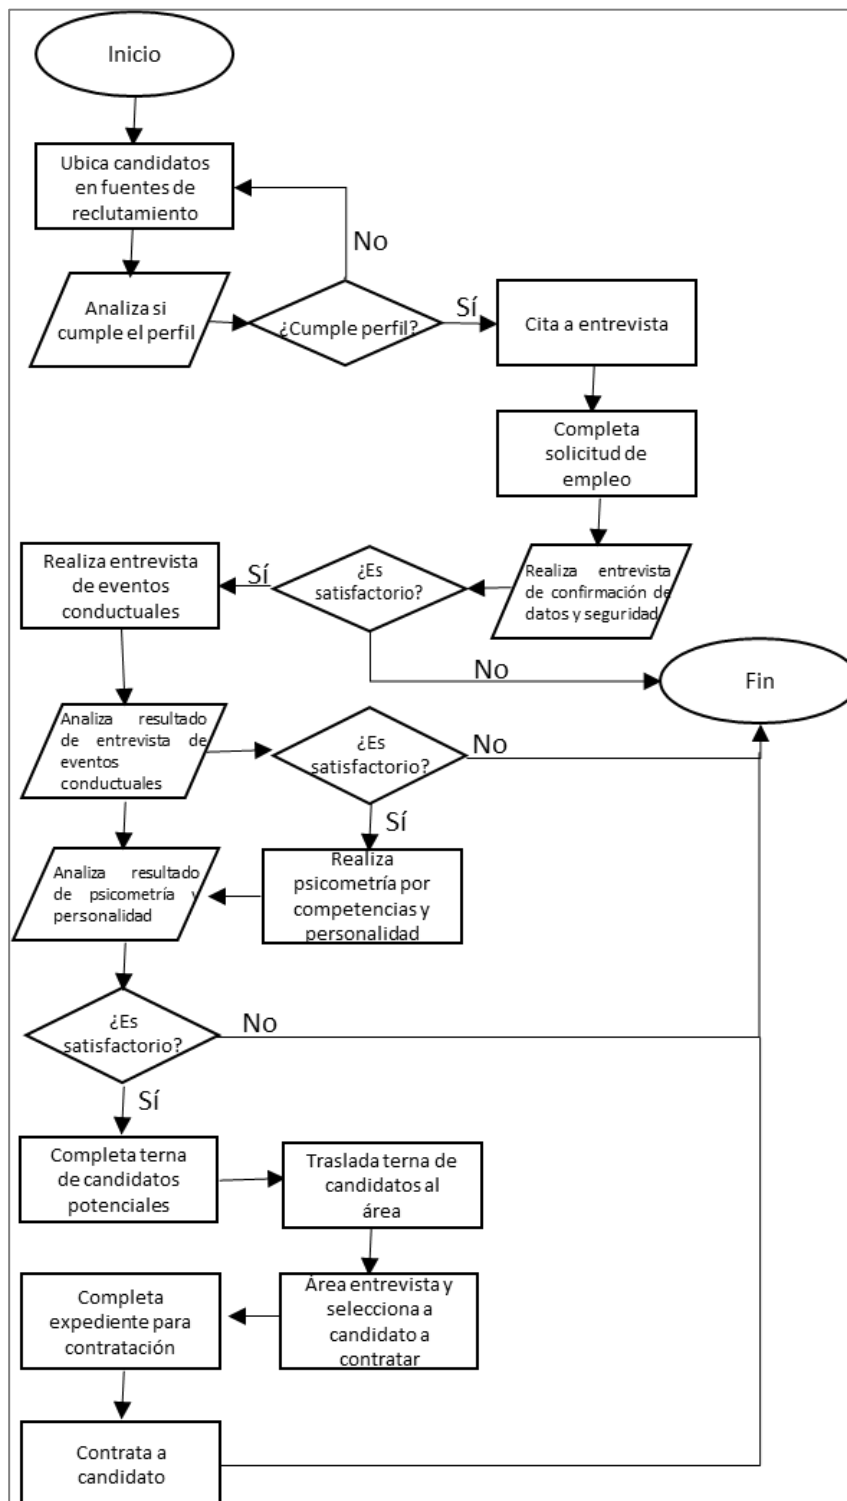 Inicio
Ubica candidatos
en fuentes de
reclutamiento
No
Analiza si
cumple el perfil
¿Cumple perfil?
Sí
Cita a entrevista
Completa
solicitud de
empleo
Realiza entrevista
de confirmación de
datos y seguridad
¿Es
satisfactorio?
Sí
No
Realiza entrevista
de eventos
conductuales
Fin
Analiza resultado
de entrevista de
eventos
conductuales
¿Es
satisfactorio?
No
Sí
Realiza
psicometría por
competencias y
personalidad
Analiza resultado
de psicometría y
personalidad
¿Es
satisfactorio?
No
Sí
Completa terna
de candidatos
potenciales
Traslada terna de
candidatos al
área
Área entrevista y
selecciona a
candidato a
contratar
Completa
expediente para
contratación
Contrata a
candidato